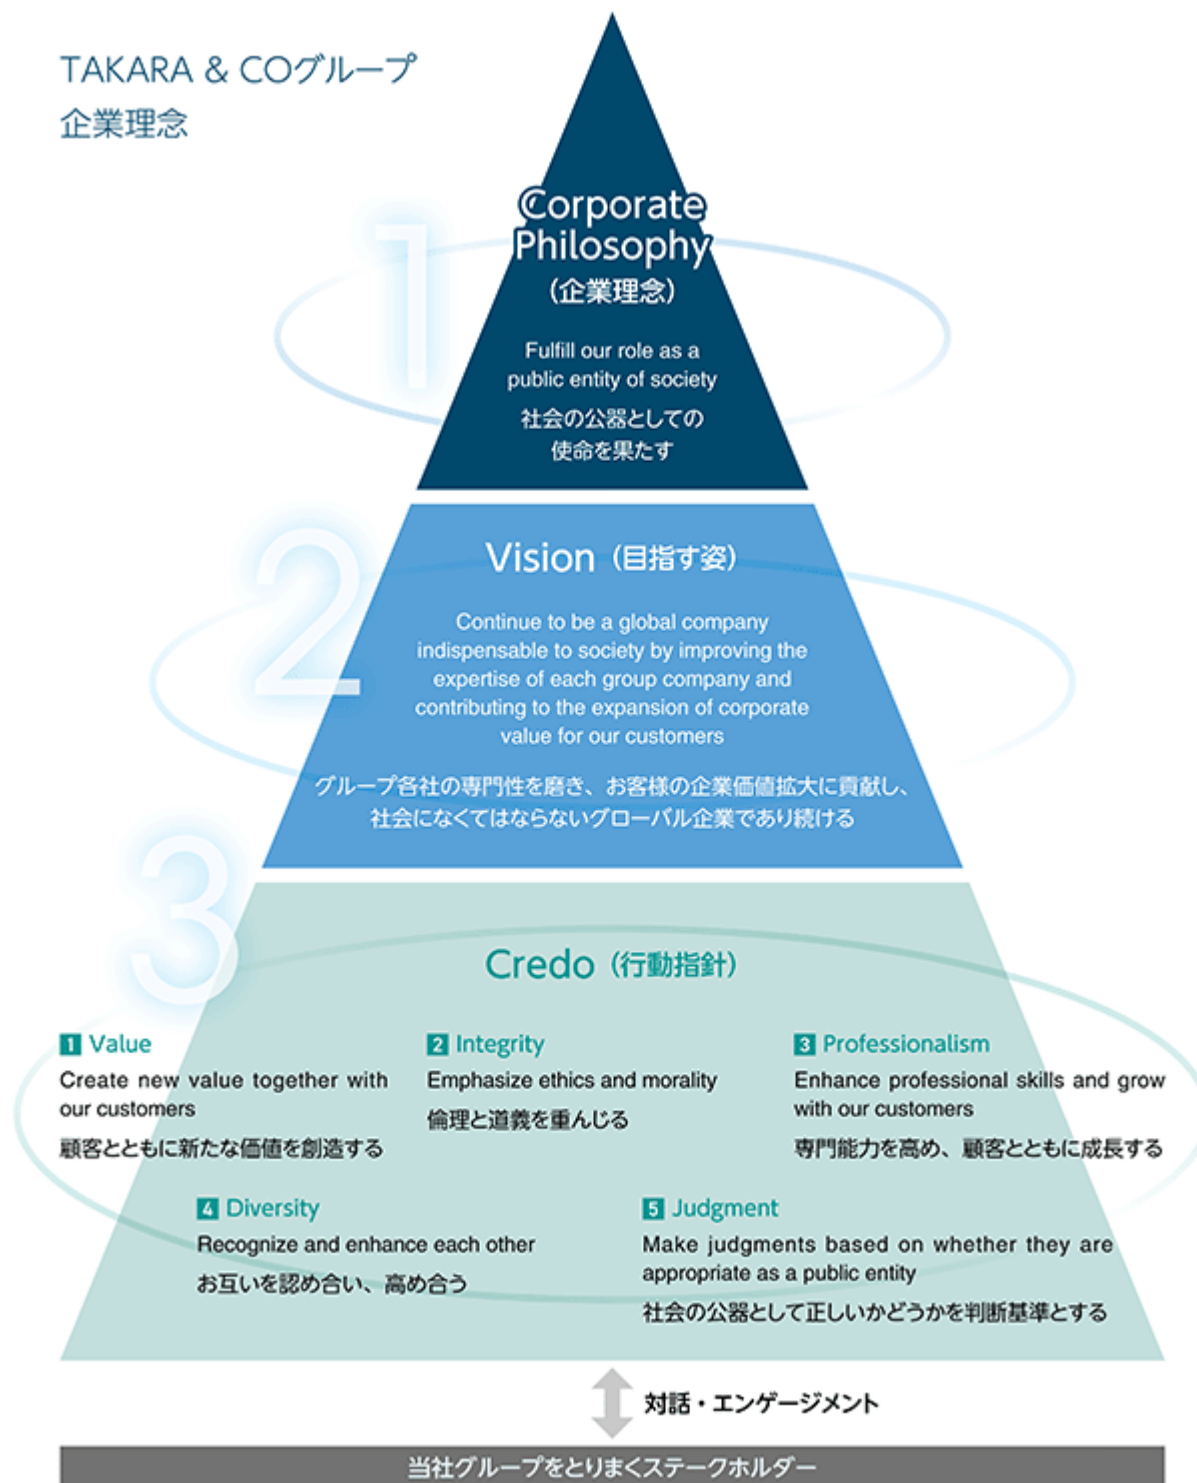 TAKARA & COグループ
企業理念
1
Corporate
Philosophy
（企業理念）
Fulfill our role as a
public entity of society
社会の公器としての
使命を果たす
2
Vision（目指す姿）
Continue to be a global company
indispensable to society by improving the
expertise of each group company and
contributing to the expansion of corporate
value for our customers
グループ各社の専門性を磨き、お客様の企業価値拡大に貢献し、
社会になくてはならないグローバル企業であり続ける
3
Credo（行動指針）
1 Value
Create new value together with
our customers
顧客とともに新たな価値を創造する
2 Integrity
Emphasize ethics and morality
倫理と道義を重んじる
3 Professionalism
Enhance professional skills and grow
with our customers
専門能力を高め、顧客とともに成長する
4 Diversity
Recognize and enhance each other
お互いを認め合い、高め合う
5 Judgment
Make judgments based on whether they are
appropriate as a public entity
社会の公器として正しいかどうかを判断基準とする
対話・エンゲージメント
当社グループをとりまくステークホルダー